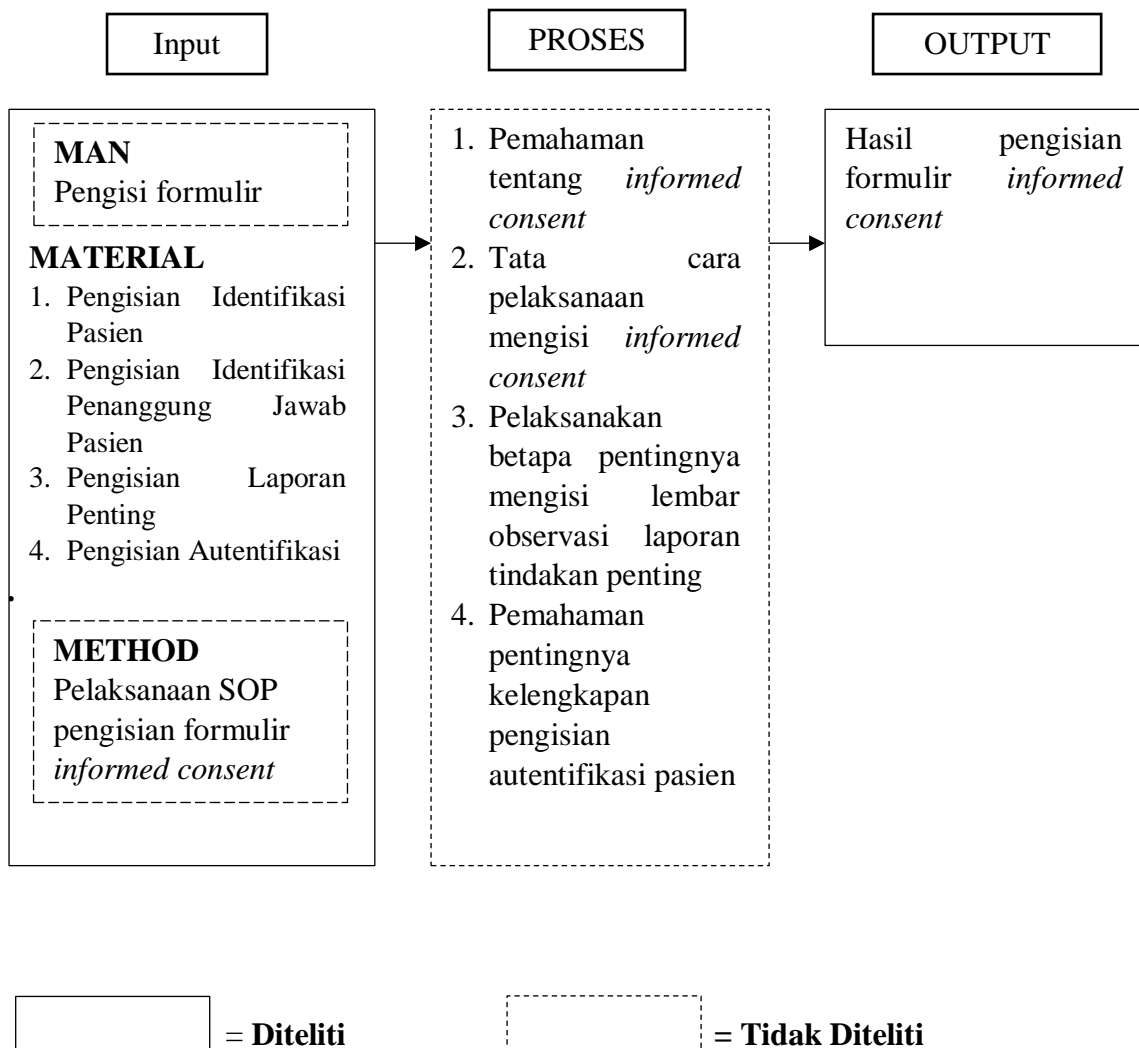 Input
PROSES
OUTPUT
MAN
Pengisi formulir
MATERIAL
1. Pengisian Identifikasi
Pasien
2. Pengisian Identifikasi
Penanggung Jawab
Pasien
3. Pengisian Laporan
Penting
4. Pengisian Autentifikasi
METHOD
Pelaksanaan SOP
pengisian formulir
informed consent
1. Pemahaman
tentang informed
consent
2. Tata cara
pelaksanaan
mengisi informed
consent
3. Pelaksanakan
betapa pentingnya
mengisi lembar
observasi laporan
tindakan penting
4. Pemahaman
pentingnya
kelengkapan
pengisian
autentifikasi pasien
Hasil pengisian
formulir informed
consent
= Diteliti
= Tidak Diteliti